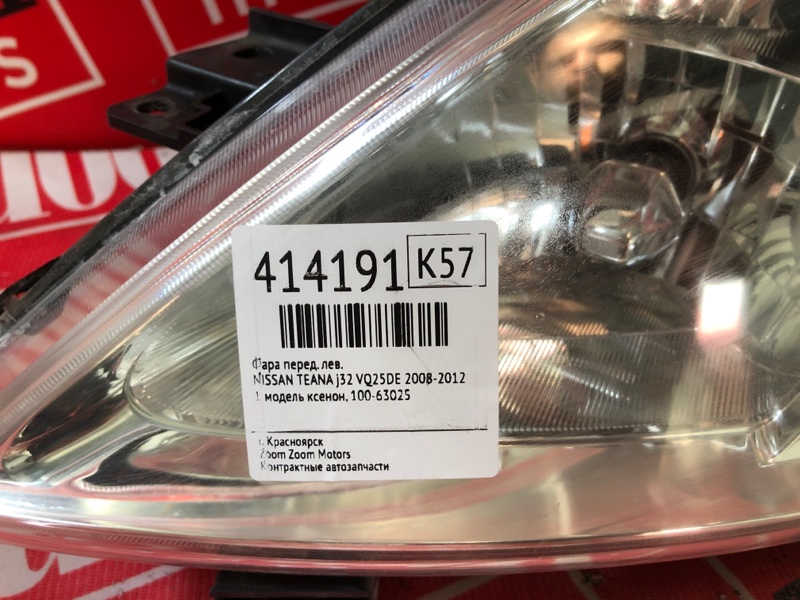 414191 K57
Фара перед. лев.
NISSAN TEANA j32 VQ25DE 2008-2012
1 модель ксенон, 100-63025
г. Красноярск
Zoom Zoom Motors
Контрактные автозапчасти